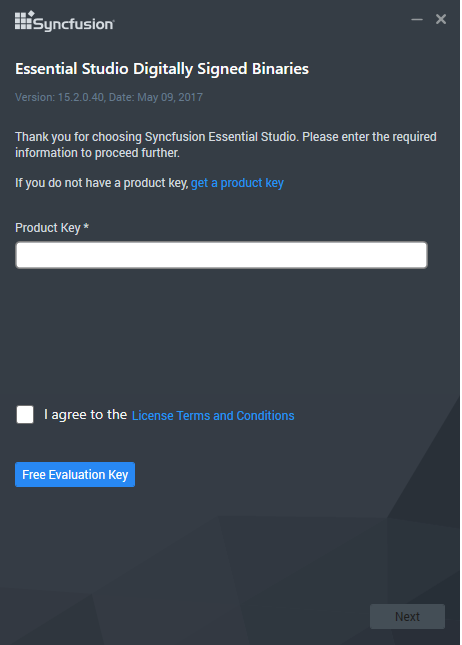 Syncfusion
Essential Studio Digitally Signed Binaries
Version: 15.2.0.40, Date: May 09, 2017
Thank you for choosing Syncfusion Essential Studio. Please enter the required
information to proceed further.
If you do not have a product key, get a product key
Product Key *
I agree to the License Terms and Conditions
Free Evaluation Key
Next